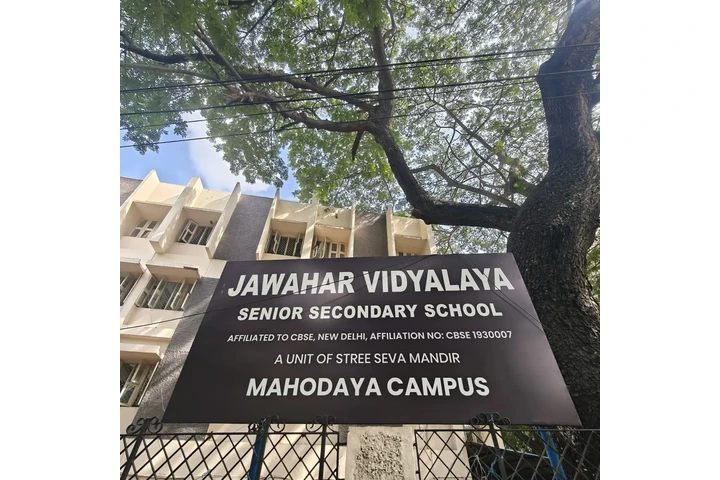 JAWAHAR VIDYALAYA
SENIOR SECONDARY SCHOOL
AFFILIATED TO CBSE, NEW DELHI, AFFILIATION NO: CBSE 1930007
A UNIT OF STREE SEVA MANDIR
MAHODAYA CAMPUS